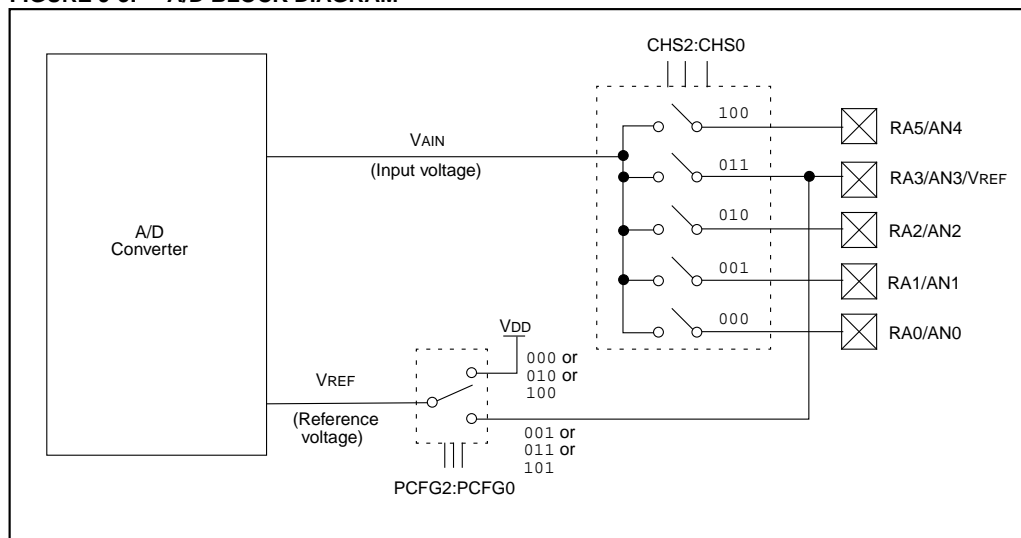 CHS2:CHS0
100
RA5/AN4
VAIN
(Input voltage)
011
RA3/AN3/VREF
010
RA2/AN2
A/D
Converter
001
RA1/AN1
000
RA0/AN0
VDD
000 or
010 or
100
VREF
(Reference
voltage)
001 or
011 or
101
PCFG2:PCFG0